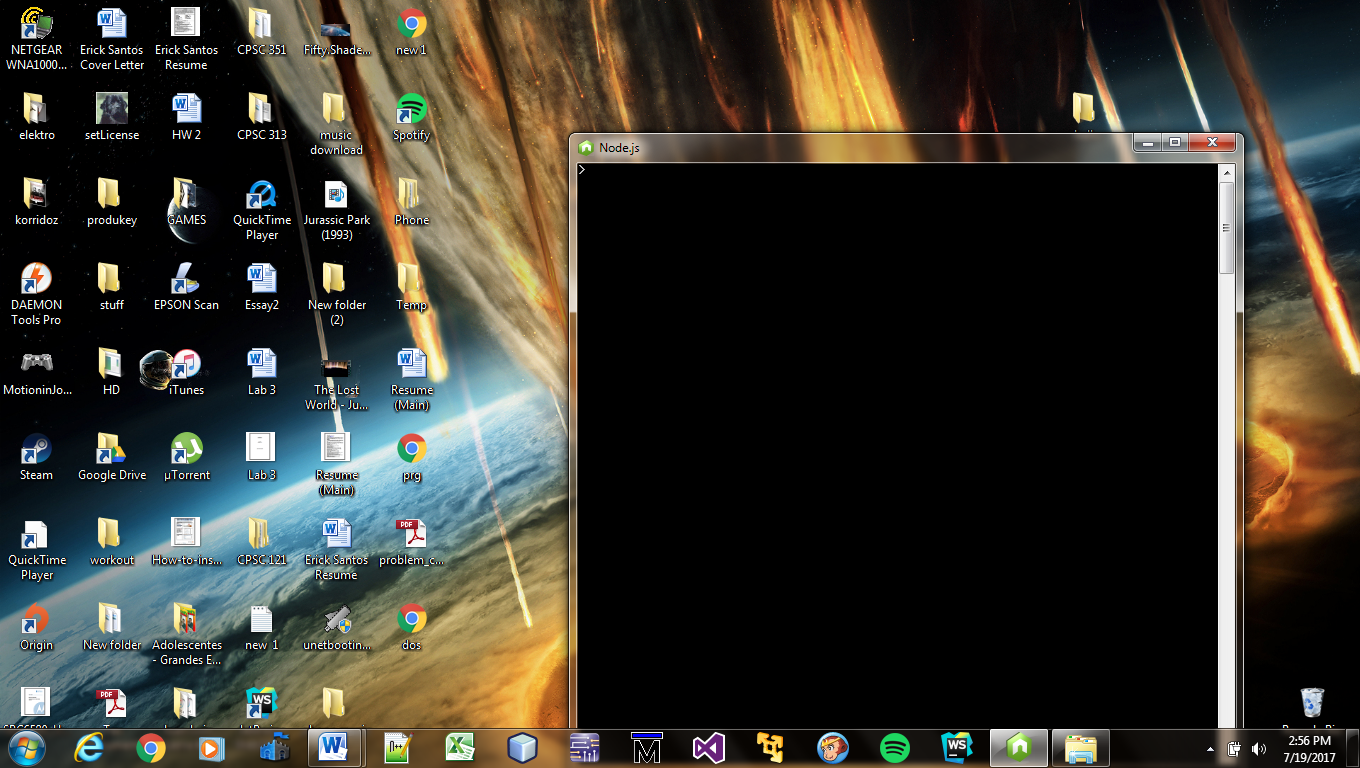 NETGEAR
WNA1000...
Erick Santos
Cover Letter
Erick Santos
Resume
CPSC 351
Fifty.Shade...
new 1
elektro
setLicense
HW 2
CPSC 313
music
download
Spotify
Node.js
>
korridoz
produkey
GAMES
QuickTime
Player
Jurassic Park
(1993)
Phone
DAEMON
Tools Pro
stuff
EPSON Scan
Essay2
New folder
(2)
Temp
MotioninJo...
HD
iTunes
Lab 3
The Lost
World - Ju...
Resume
(Main)
Steam
Google Drive
µTorrent
Lab 3
Resume
(Main)
prg
QuickTime
Player
workout
How-to-ins...
CPSC 121
Erick Santos
Resume
PDF
problem_c...
Origin
New folder
Adolescentes
- Grandes E...
new 1
unetbootin...
dos
PDF
WS
WS
2:56 PM
7/19/2017